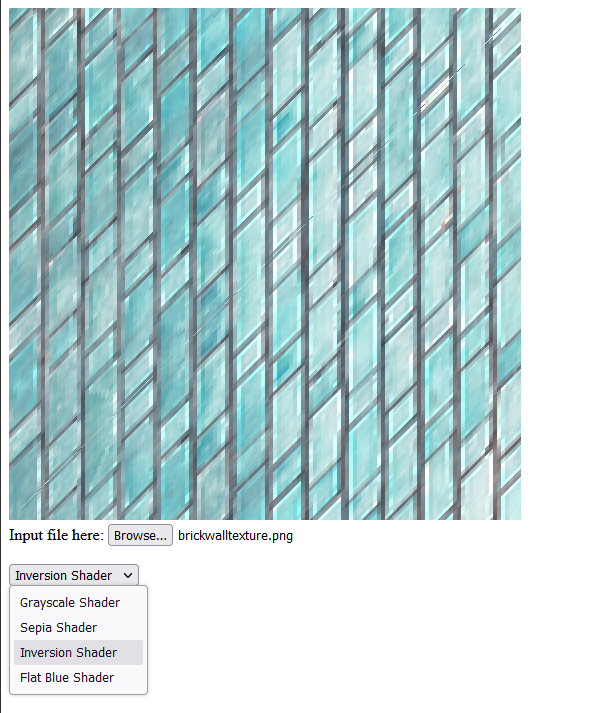 Input file here: Browse... brickwalltexture.png
Inversion Shader
Grayscale Shader
Sepia Shader
Inversion Shader
Flat Blue Shader